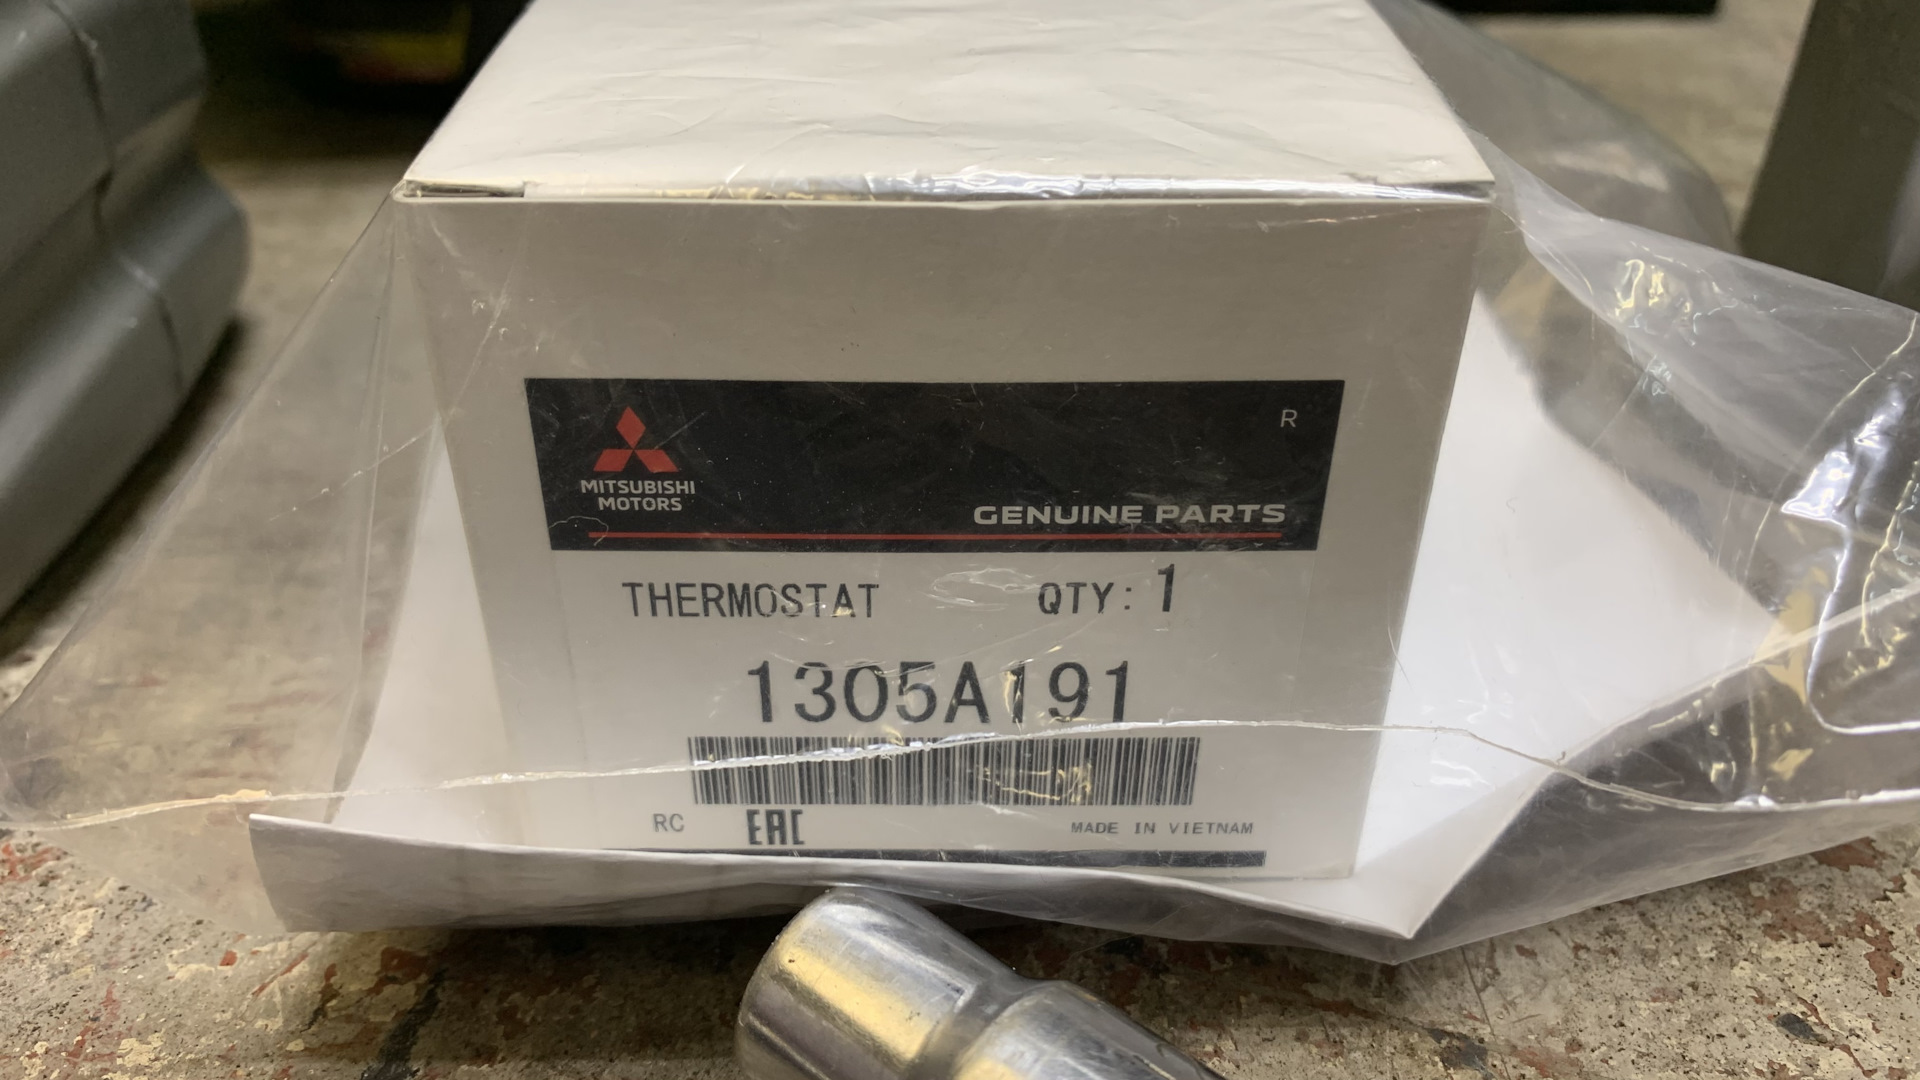 R
MITSUBISHI
MOTORS
GENUINE PARTS
THERMOSTAT QTY: 1
1305A191
RC EAC MADE IN VIETNAM